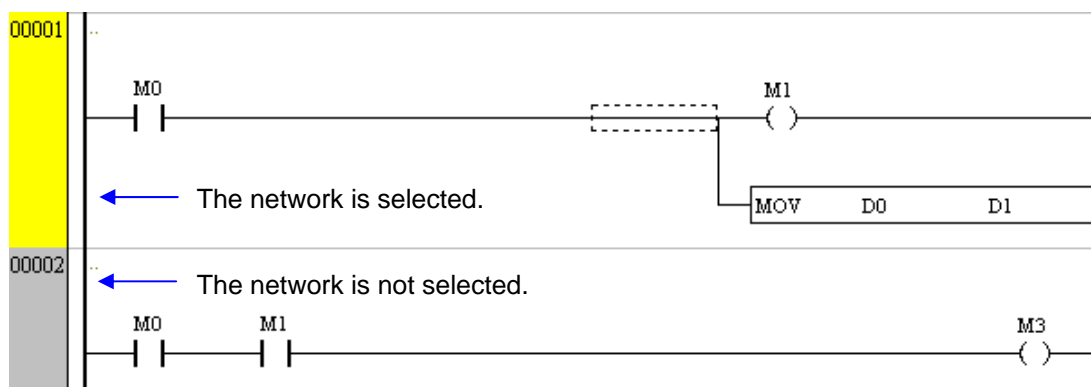 00001
..
M0
M1
The network is selected.
MOV D0 D1
00002
..
The network is not selected.
M0 M1 M3